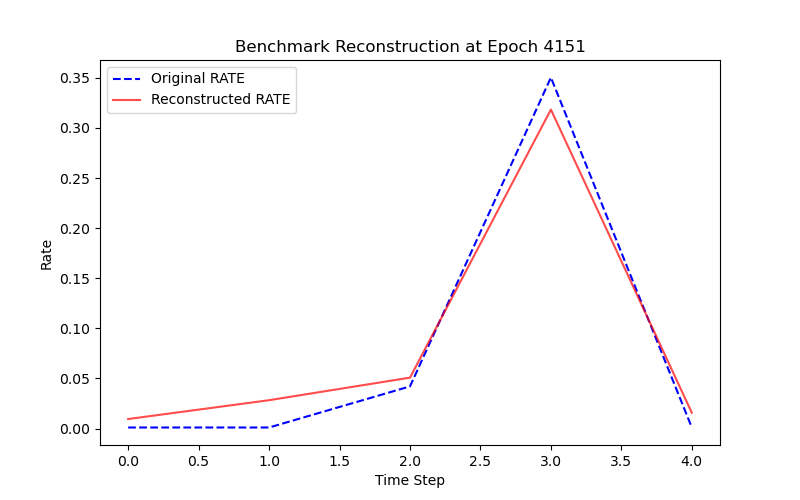 Benchmark Reconstruction at Epoch 4151
Original RATE
Reconstructed RATE
0.35
0.30
0.25
0.20
0.15
0.10
0.05
0.00
Rate
0.0 0.5 1.0 1.5 2.0 2.5 3.0 3.5 4.0
Time Step